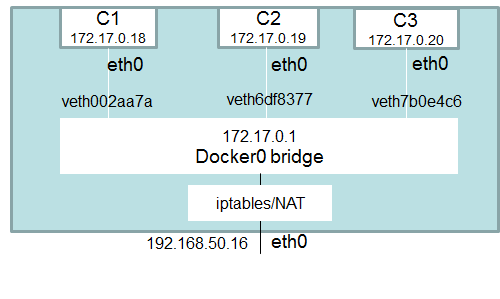 C1
172.17.0.18
C2
172.17.0.19
C3
172.17.0.20
eth0
eth0
eth0
veth002aa7a
veth6df8377
veth7b0e4c6
172.17.0.1
Docker0 bridge
iptables/NAT
192.168.50.16
eth0